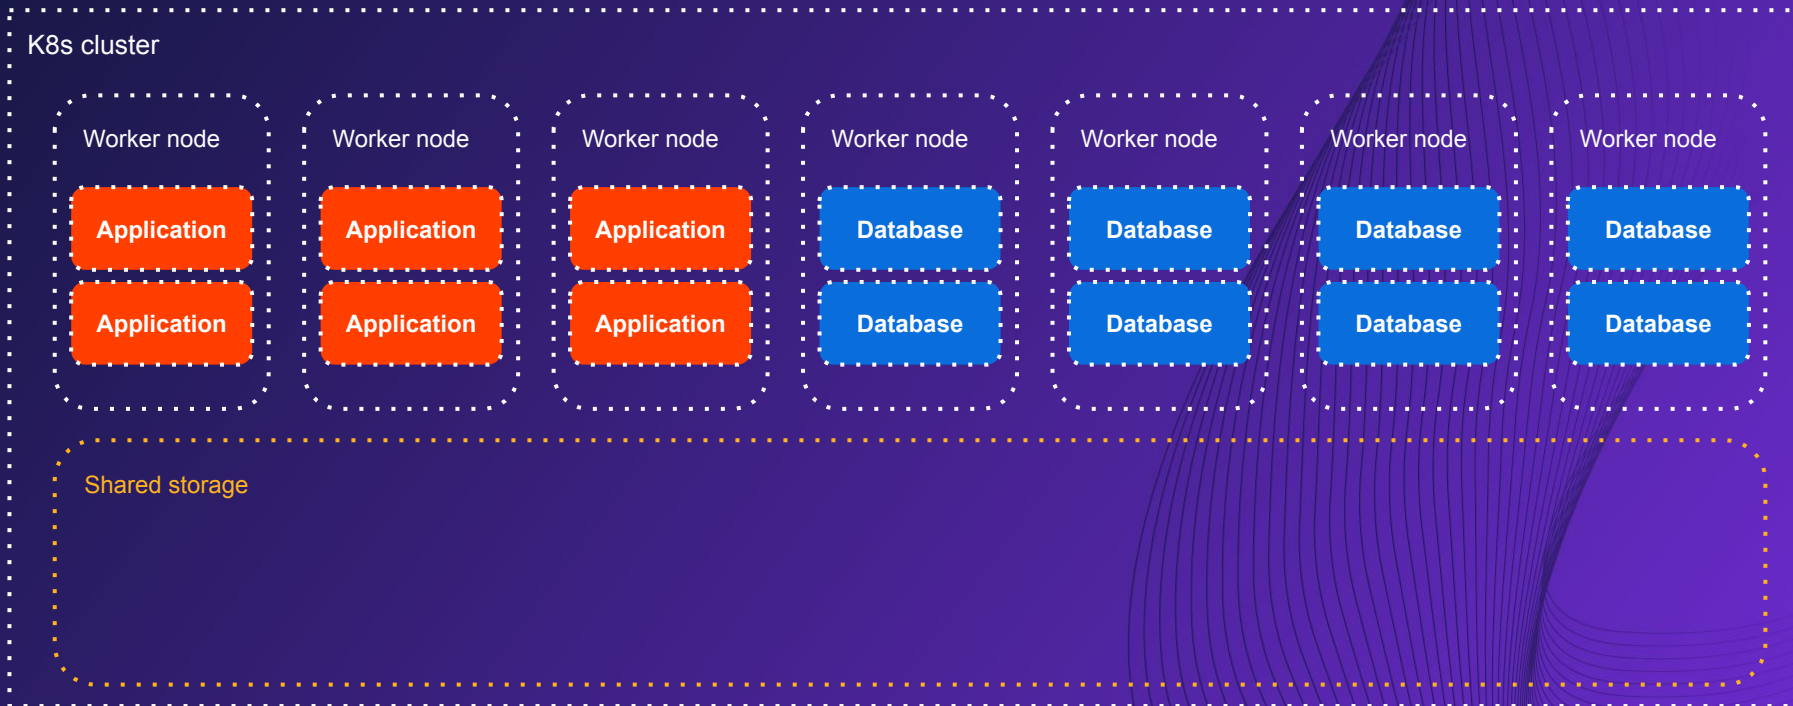 K8s cluster
Worker node
Application
Application
Worker node
Application
Application
Worker node
Application
Application
Worker node
Database
Database
Worker node
Database
Database
Worker node
Database
Database
Worker node
Database
Database
Shared storage